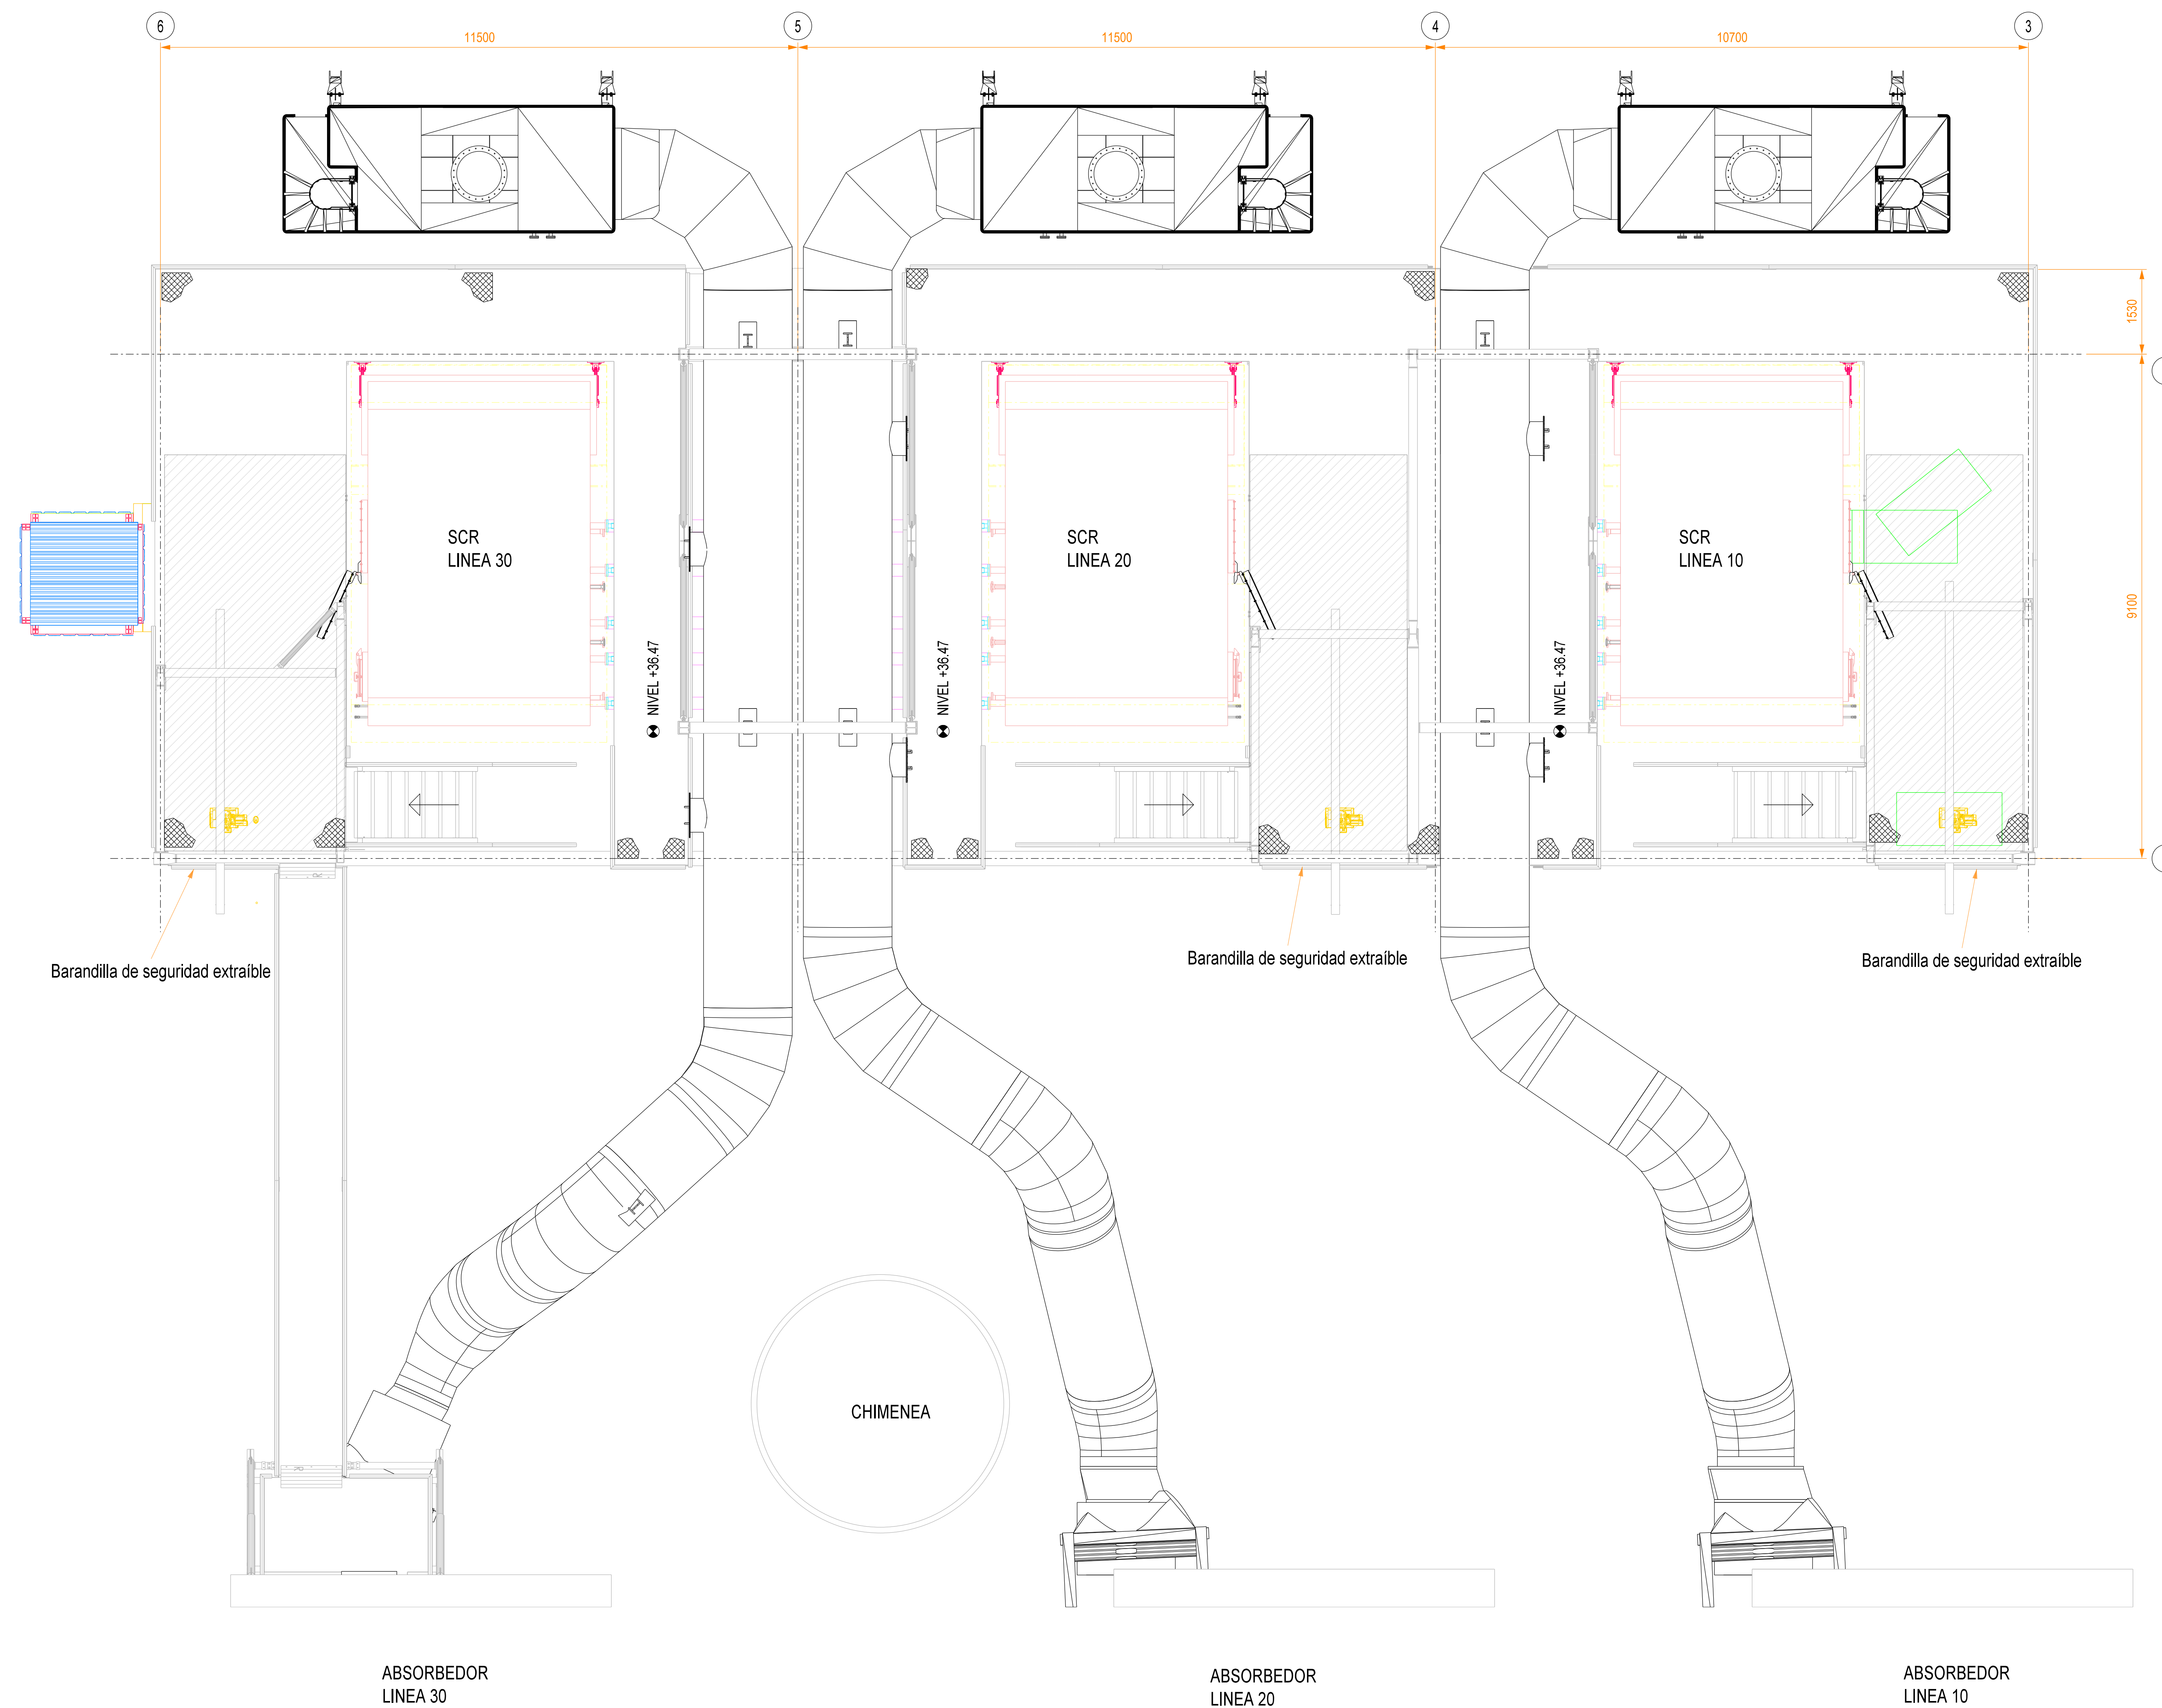 6
5
4
3
11500
11500
10700
1530
9100
SCR
LINEA 30
SCR
LINEA 20
SCR
LINEA 10
NIVEL +36.47
NIVEL +36.47
NIVEL +36.47
Barandilla de seguridad extraíble
Barandilla de seguridad extraíble
Barandilla de seguridad extraíble
CHIMENEA
ABSORBEDOR
LINEA 30
ABSORBEDOR
LINEA 20
ABSORBEDOR
LINEA 10